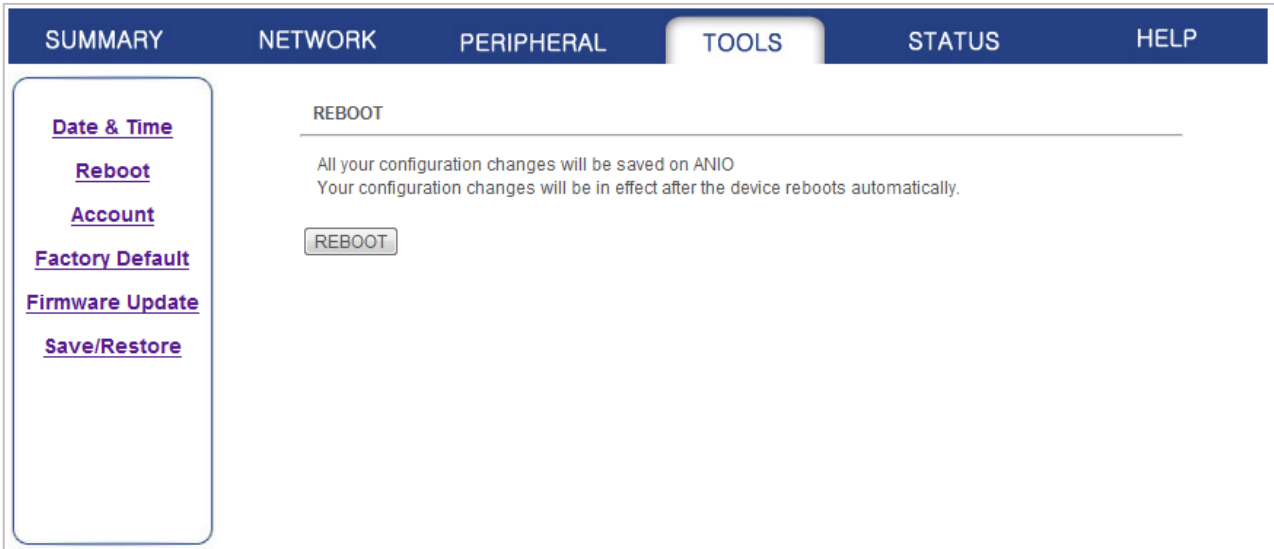 SUMMARY NETWORK PERIPHERAL TOOLS STATUS HELP
Date & Time
Reboot
Account
Factory Default
Firmware Update
Save/Restore
REBOOT
All your configuration changes will be saved on ANIO
Your configuration changes will be in effect after the device reboots automatically.
REBOOT